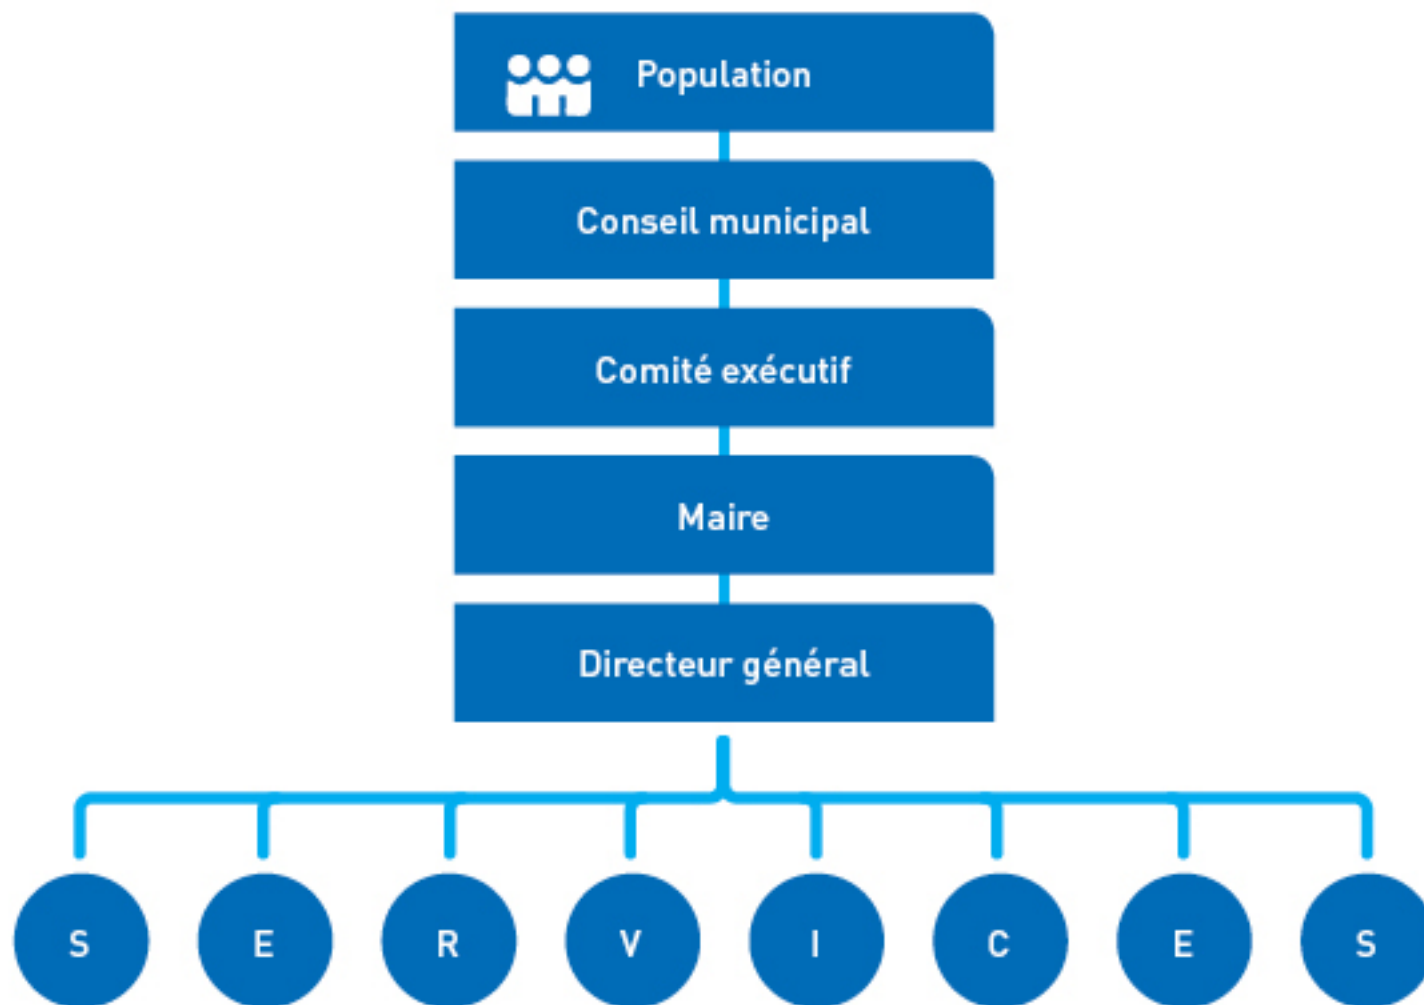 Population
Conseil municipal
Comité exécutif
Maire
Directeur général
S E R V I C E S